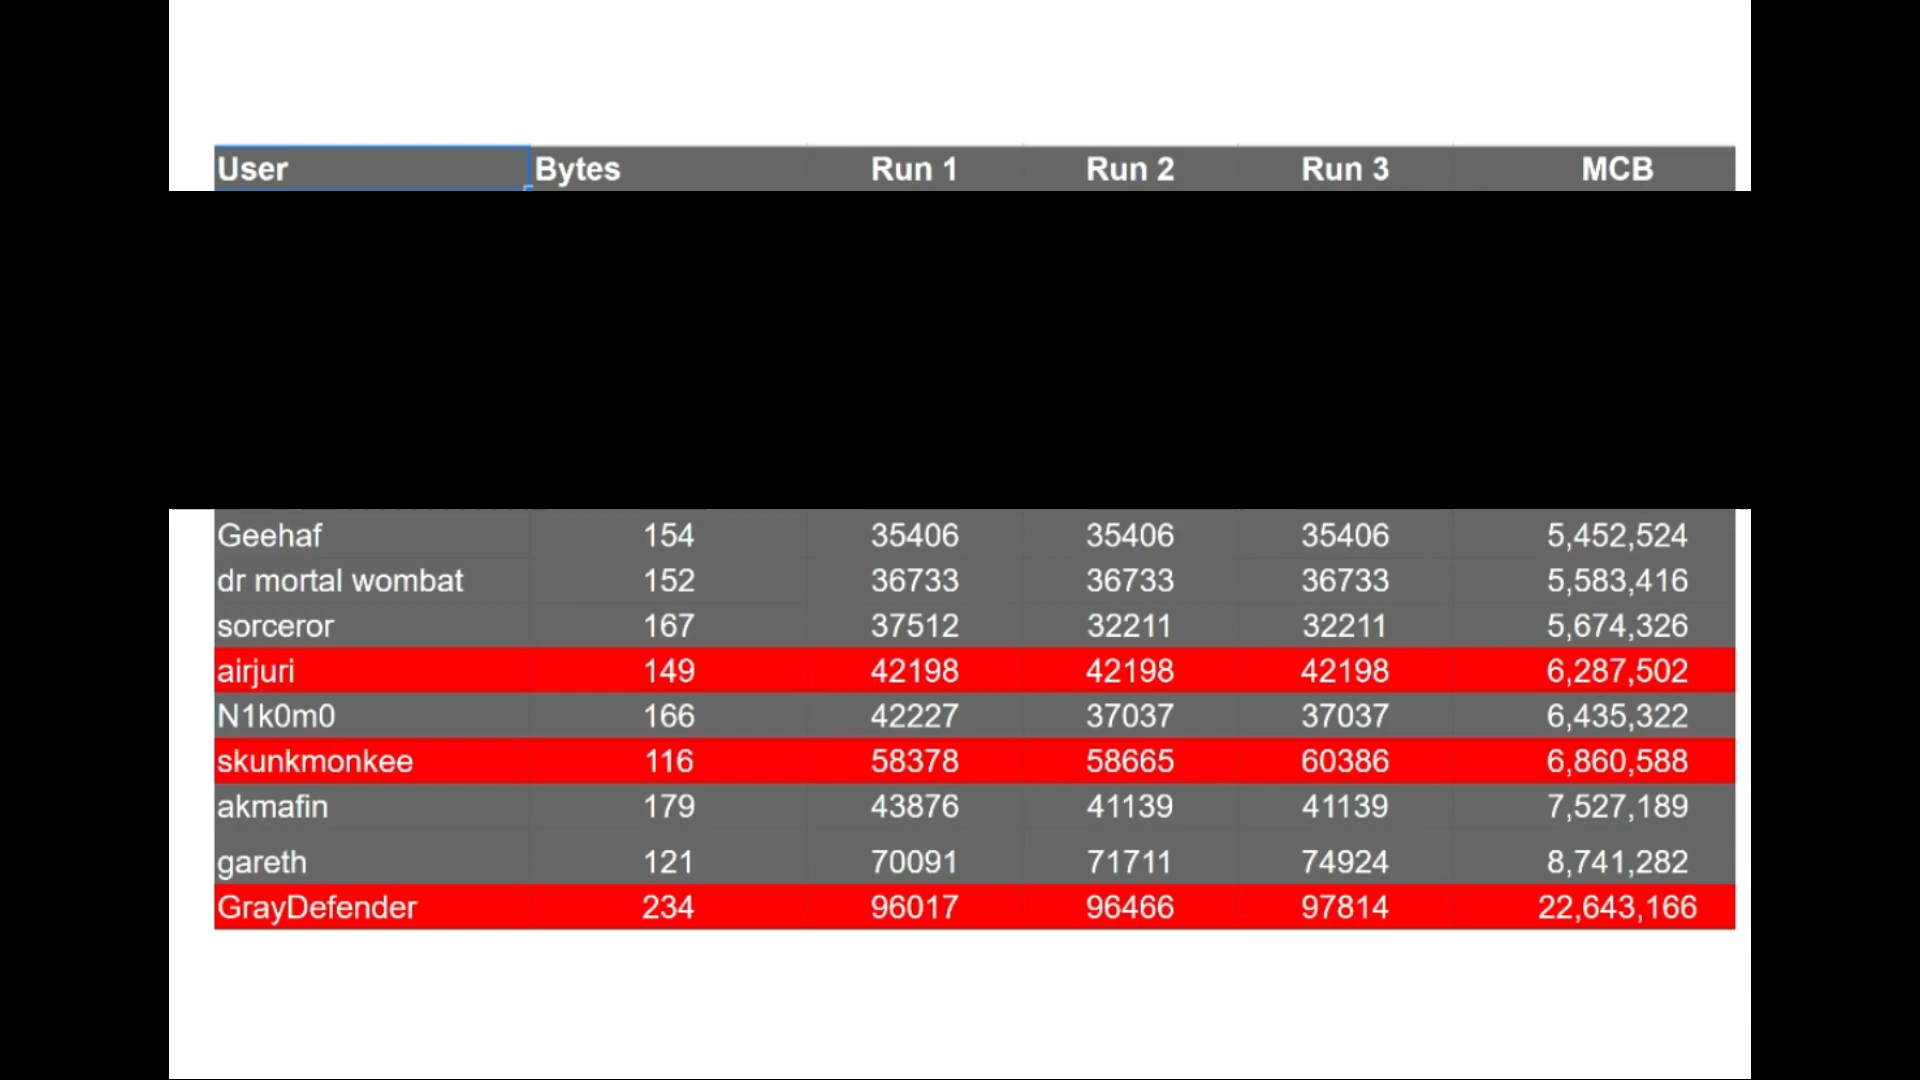 User Bytes Run 1 Run 2 Run 3 MCB
Geehaf 154 35406 35406 35406 5,452,524
dr mortal wombat 152 36733 36733 36733 5,583,416
sorceror 167 37512 32211 32211 5,674,326
airjuri 149 42198 42198 42198 6,287,502
N1k0m0 166 42227 37037 37037 6,435,322
skunkmonkee 116 58378 58665 60386 6,860,588
akmafin 179 43876 41139 41139 7,527,189
gareth 121 70091 71711 74924 8,741,282
GrayDefender 234 96017 96466 97814 22,643,166